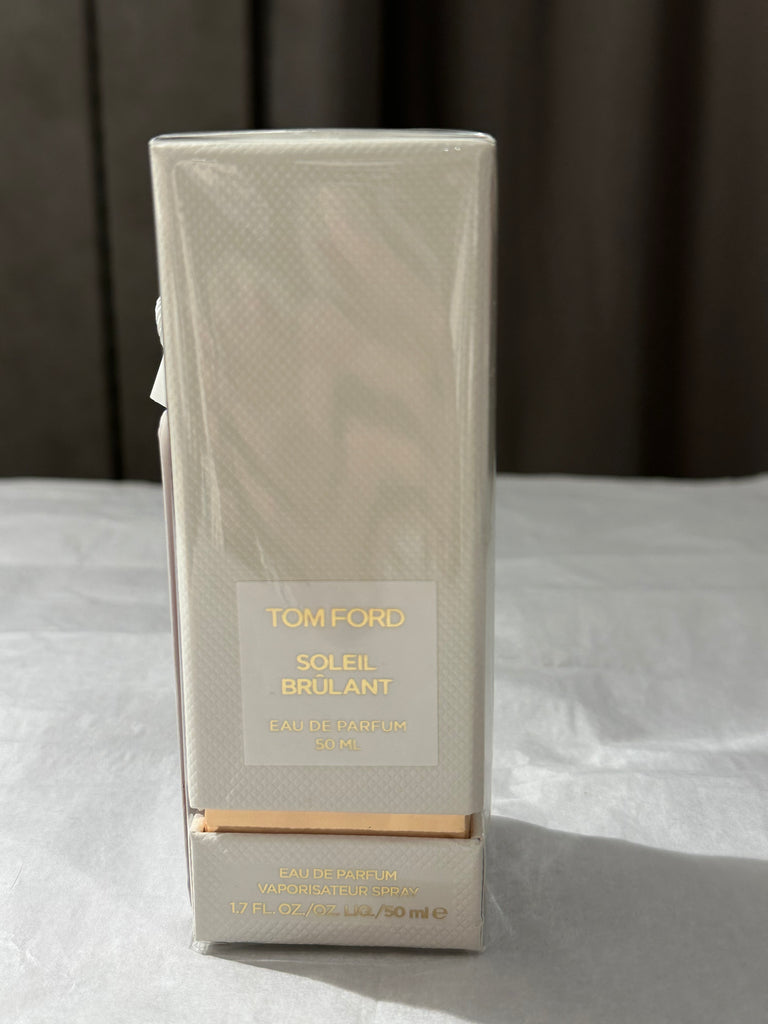 TOM FORD
SOLEIL
BRÛLANT
EAU DE PARFUM
50 ML
EAU DE PARFUM
VAPORISATEUR SPRAY
1.7 FL. OZ./OZ. LIQ./50 ml ℮